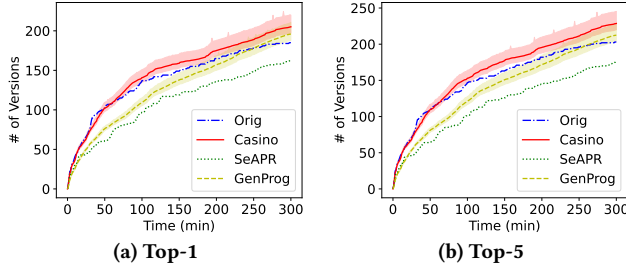 # of Versions
200
150
100
50
0
0 50 100 150 200 250 300
Time (min)
Orig
Casino
SeAPR
GenProg
(a) Top-1
# of Versions
250
200
150
100
50
0
0 50 100 150 200 250 300
Time (min)
Orig
Casino
SeAPR
GenProg
(b) Top-5